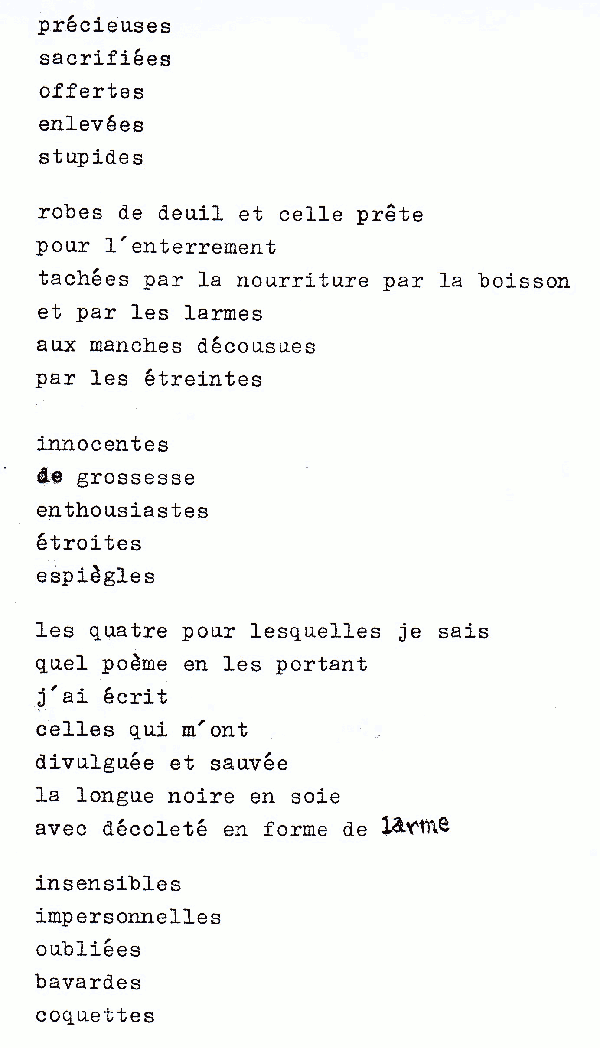 précieuses
sacrifiées
offertes
enlevées
stupides
robes de deuil et celle prête
pour l'enterrement
tachées par la nourriture par la boisson
et par les larmes
aux manches décousues
par les étreintes
innocentes
de grossesse
enthousiastes
étroites
espiègles
les quatre pour lesquelles je sais
quel poème en les portant
j'ai écrit
celles qui m'ont
divulguée et sauvée
la longue noire en soie
avec décoleté en forme de larme
insensibles
impersonnelles
oubliées
bavardes
coquettes